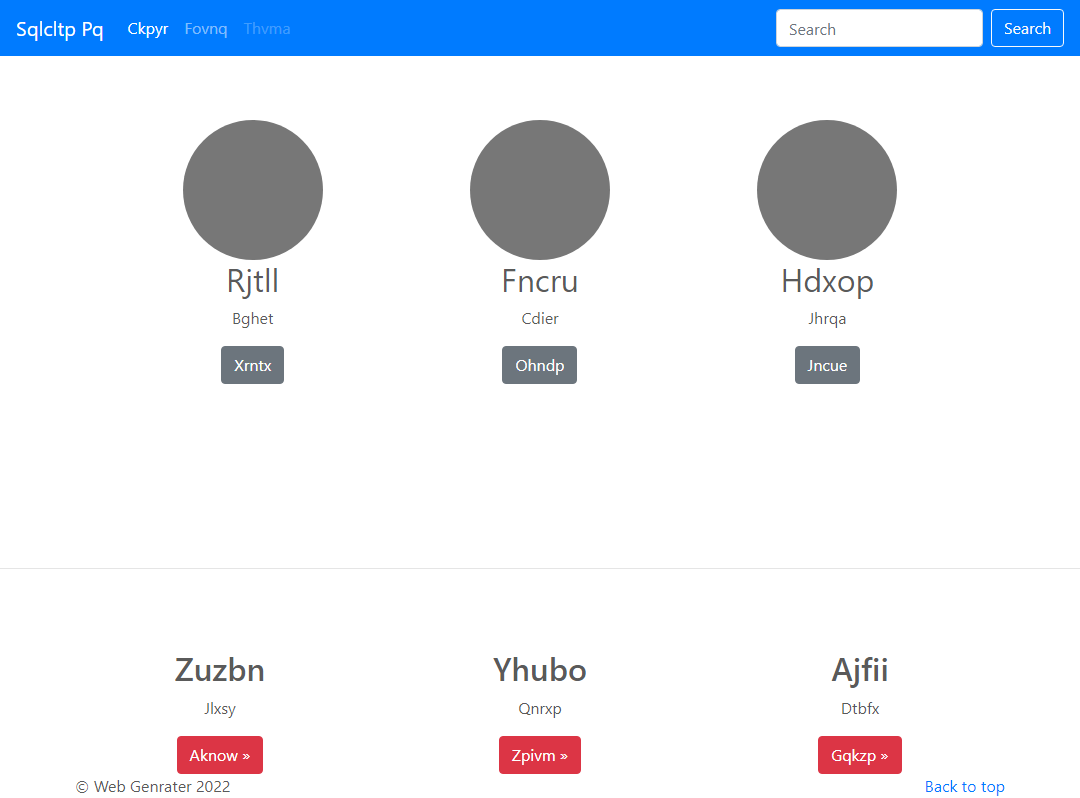 Sqlcltp Pq Ckpyr Fovnq Thvma Search Search
Rjtll Fncru Hdxop
Bghet Cdier Jhrqa
Xrntx Ohndp Jncue
Zuzbn Yhubo Ajfii
Jlxsy Qnrxp Dtbfx
Aknow » Zpivm » Gqkzp »
© Web Genrater 2022 Back to top